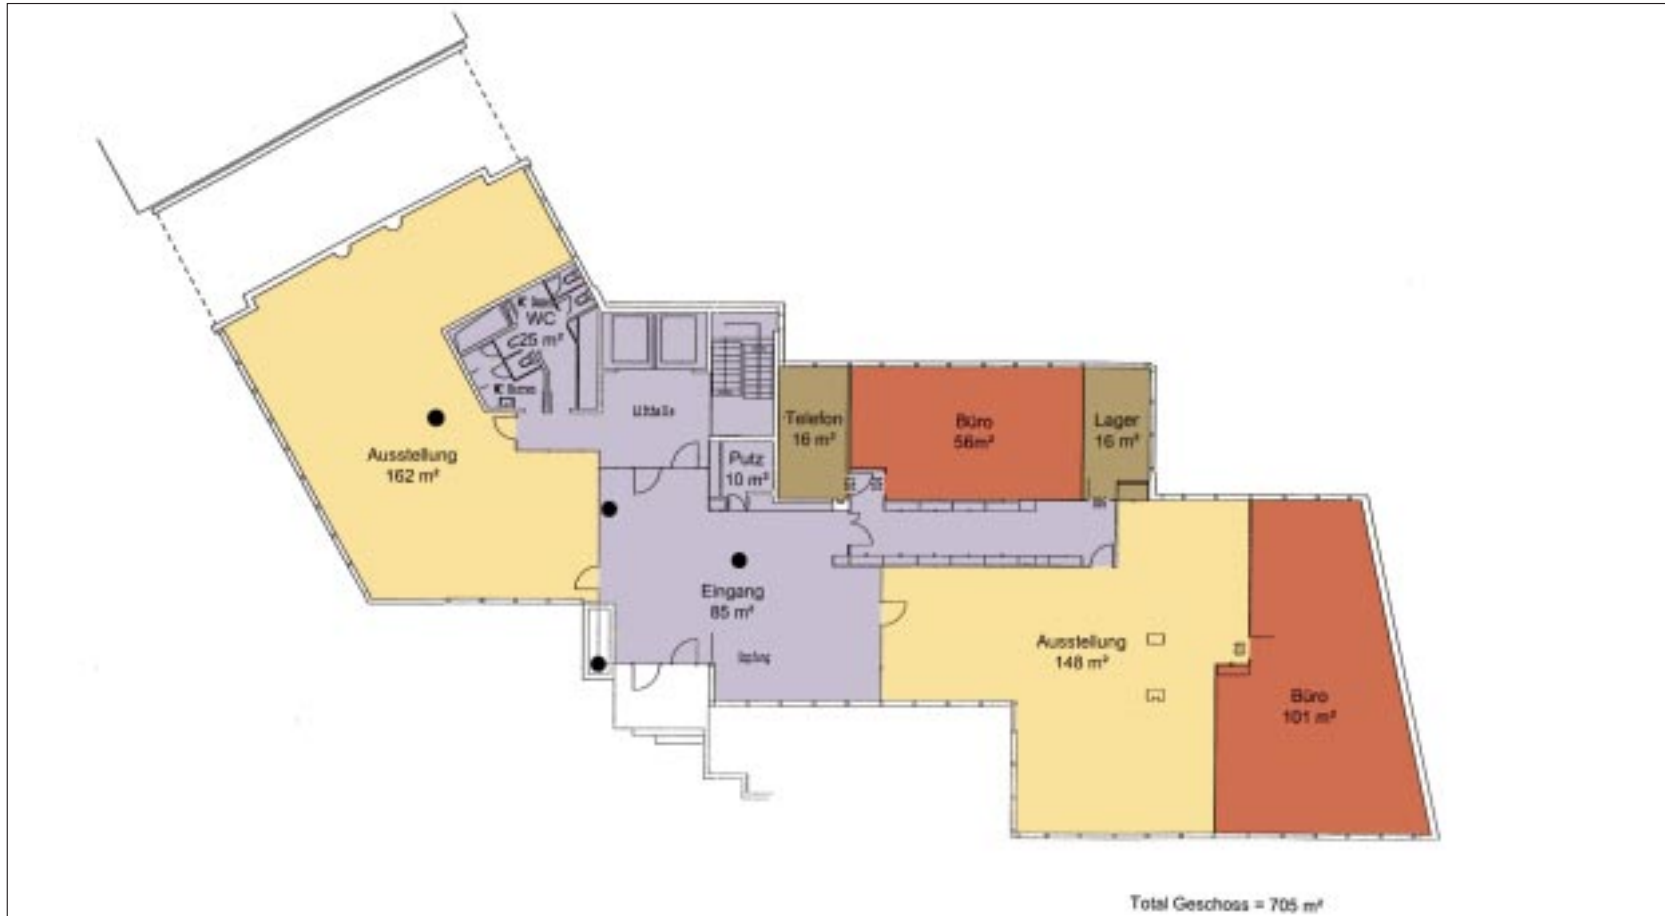 WC
25 m²
Telefon
16 m²
Büro
56m²
Lager
16 m²
Ausstellung
162 m²
Putz
10 m²
Eingang
85 m²
Ausstellung
148 m²
Büro
101 m²
Total Geschoss = 705 m²